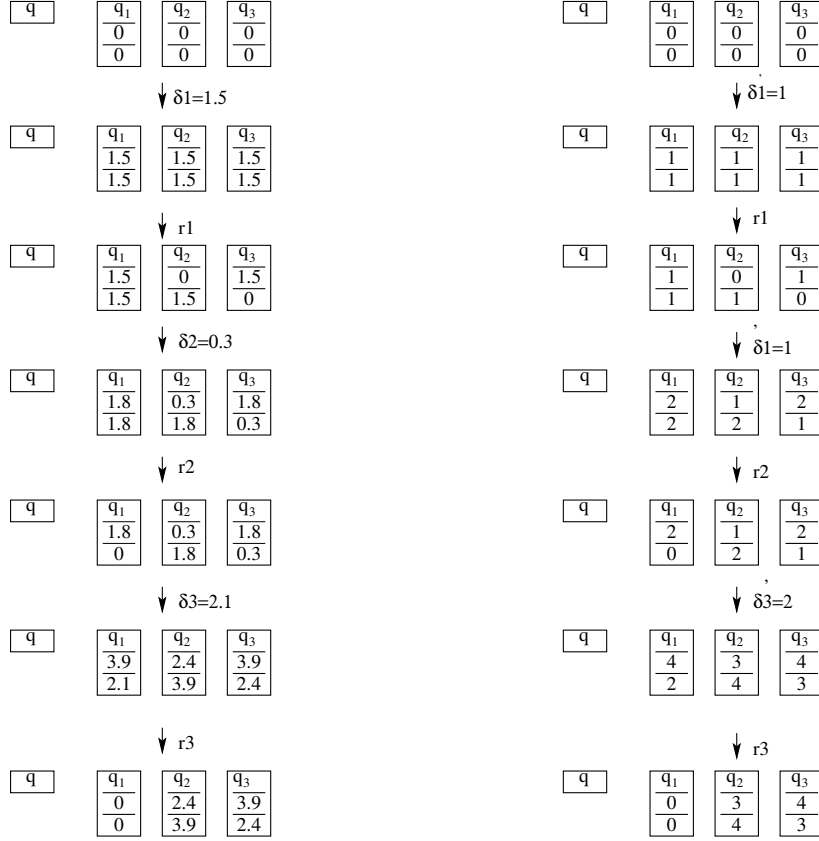 q q₁ q₂ q₃ q q₁ q₂ q₃
0 0 0 0 0 0
0 0 0 0 0 0
δ1=1.5 δ1'=1
q q₁ q₂ q₃ q q₁ q₂ q₃
1.5 1.5 1.5 1 1 1
1.5 1.5 1.5 1 1 1
r1 r1
q q₁ q₂ q₃ q q₁ q₂ q₃
1.5 0 1.5 1 0 1
1.5 1.5 0 1 1 0
δ2=0.3 δ1'=1
q q₁ q₂ q₃ q q₁ q₂ q₃
1.8 0.3 1.8 2 1 2
1.8 1.8 0.3 2 2 1
r2 r2
q q₁ q₂ q₃ q q₁ q₂ q₃
1.8 0.3 1.8 2 1 2
0 1.8 0.3 0 2 1
δ3=2.1 δ3'=2
q q₁ q₂ q₃ q q₁ q₂ q₃
3.9 2.4 3.9 4 3 4
2.1 3.9 2.4 2 4 3
r3 r3
q q₁ q₂ q₃ q q₁ q₂ q₃
0 2.4 3.9 0 3 4
0 3.9 2.4 0 4 3